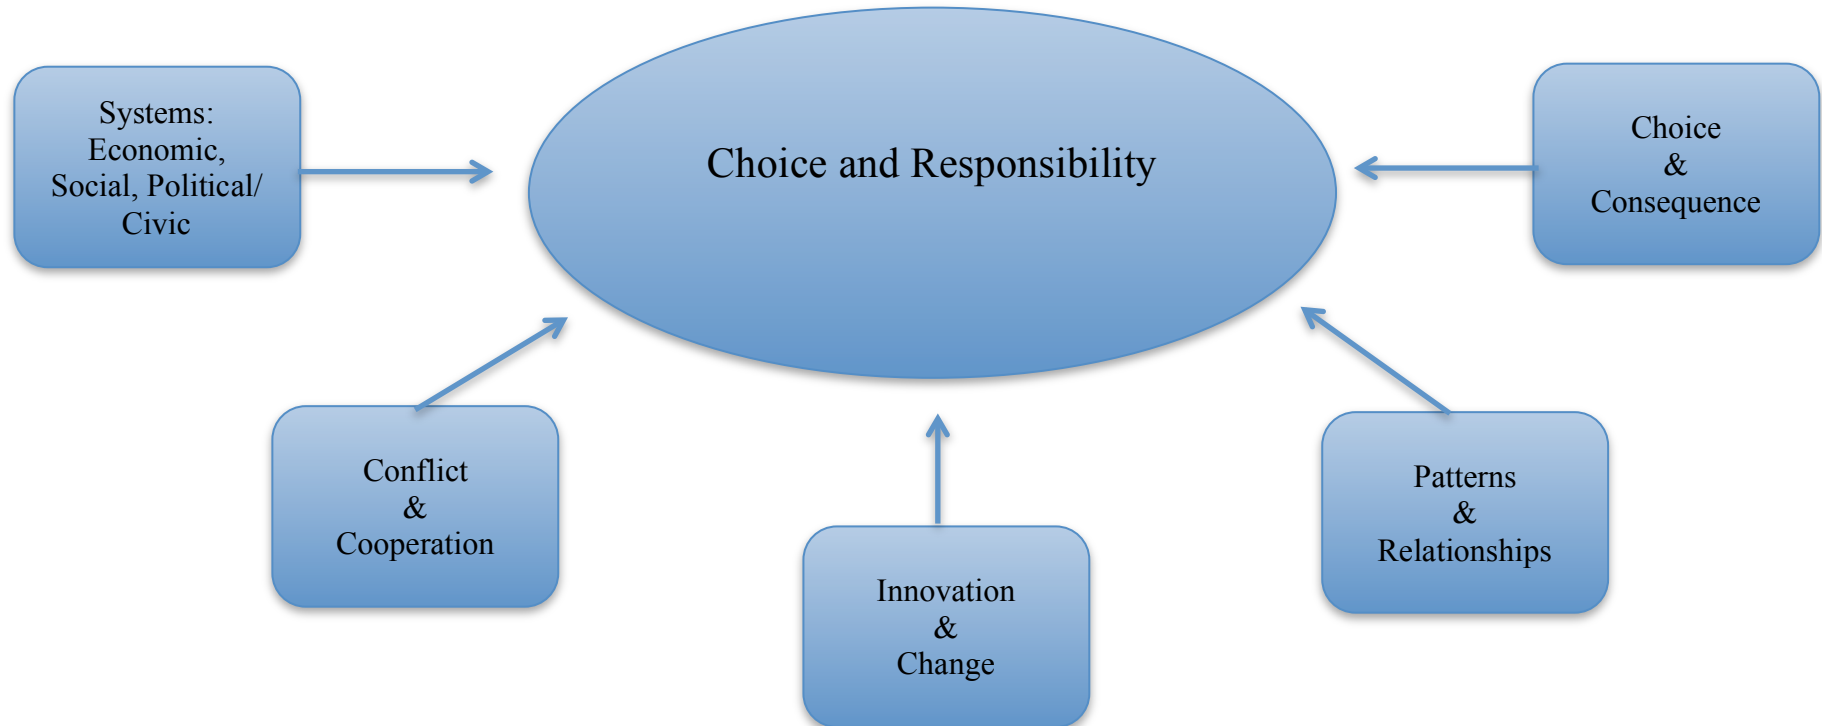 Choice and Responsibility
Systems:
Economic,
Social, Political/
Civic
Choice
&
Consequence
Conflict
&
Cooperation
Patterns
&
Relationships
Innovation
&
Change